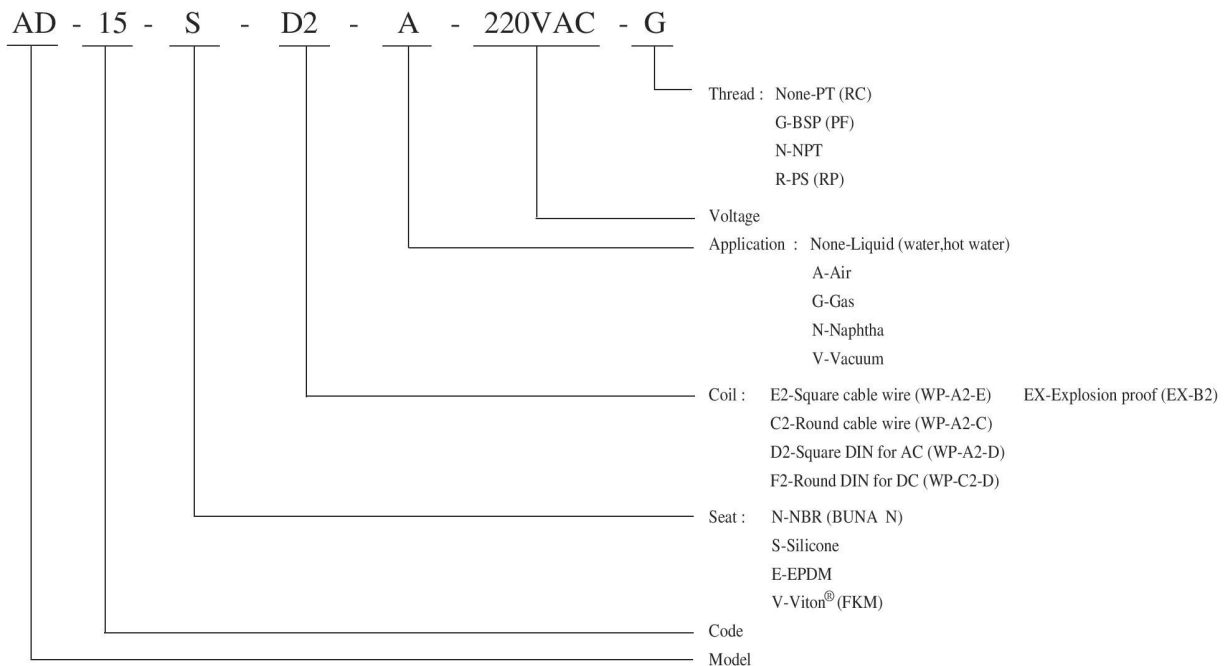 AD - 15 - S - D2 - A - 220VAC - G
Thread : None-PT (RC)
G-BSP (PF)
N-NPT
R-PS (RP)
Voltage
Application : None-Liquid (water,hot water)
A-Air
G-Gas
N-Naphtha
V-Vacuum
Coil : E2-Square cable wire (WP-A2-E) EX-Explosion proof (EX-B2)
C2-Round cable wire (WP-A2-C)
D2-Square DIN for AC (WP-A2-D)
F2-Round DIN for DC (WP-C2-D)
Seat : N-NBR (BUNA N)
S-Silicone
E-EPDM
V-Viton® (FKM)
Code
Model